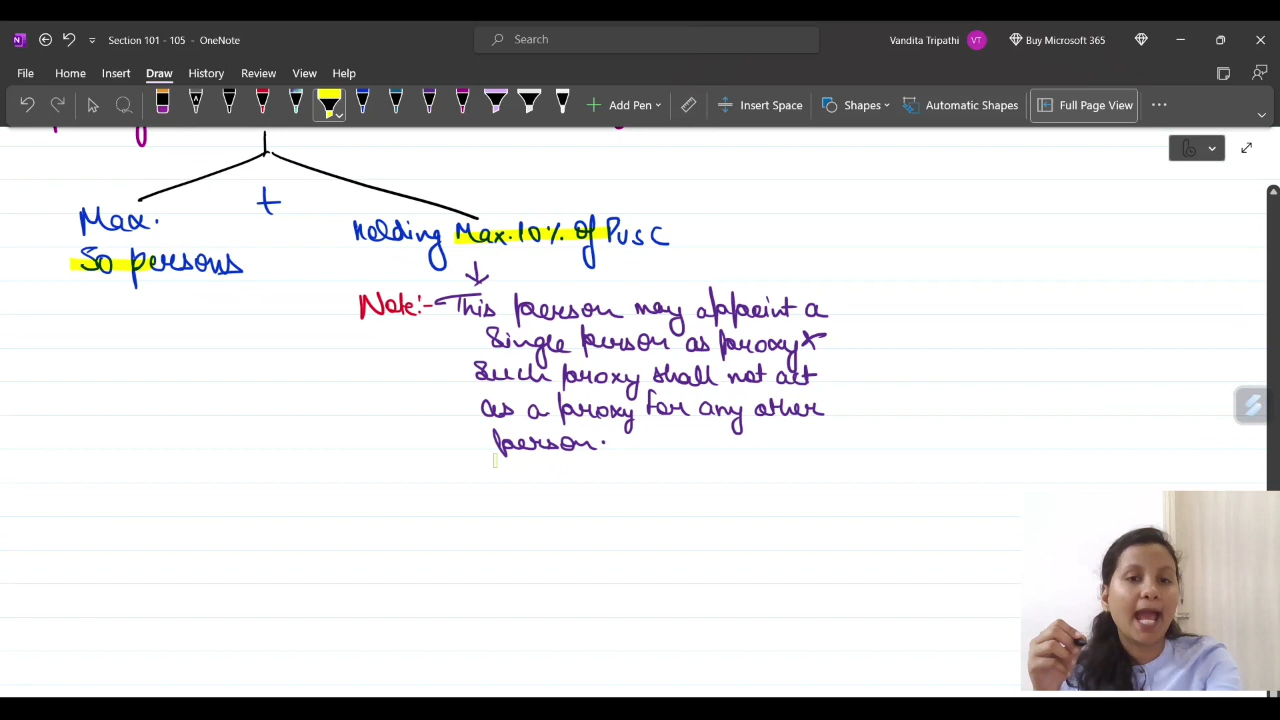 Section 101 - 105 - OneNote
Search
Vandita Tripathi
VT
Buy Microsoft 365
File
Home
Insert
Draw
History
Review
View
Help
Add Pen
Insert Space
Shapes
Automatic Shapes
Full Page View
Max.
50 persons
+
Holding Max. 10% of PUSC
Note:- This person may appoint a
single person as proxy &
Such proxy shall not act
as a proxy for any other
person.